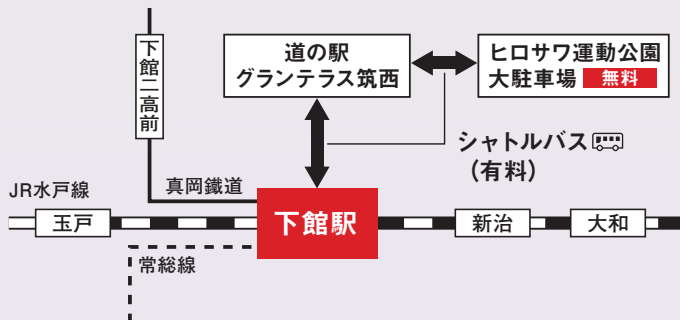 下館二高前
道の駅
グランテラス筑西
ヒロサワ運動公園
大駐車場 無料
シャトルバス
(有料)
JR水戸線
真岡鐵道
玉戸
下館駅
新治
大和
常総線